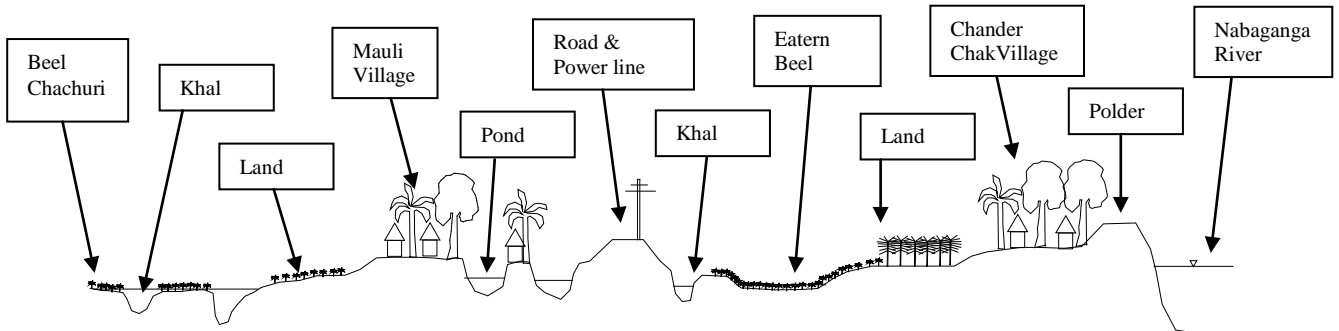 Beel
Chachuri
Khal
Land
Mauli
Village
Pond
Road &
Power line
Khal
Eatern
Beel
Land
Chander
ChakVillage
Polder
Nabaganga
River